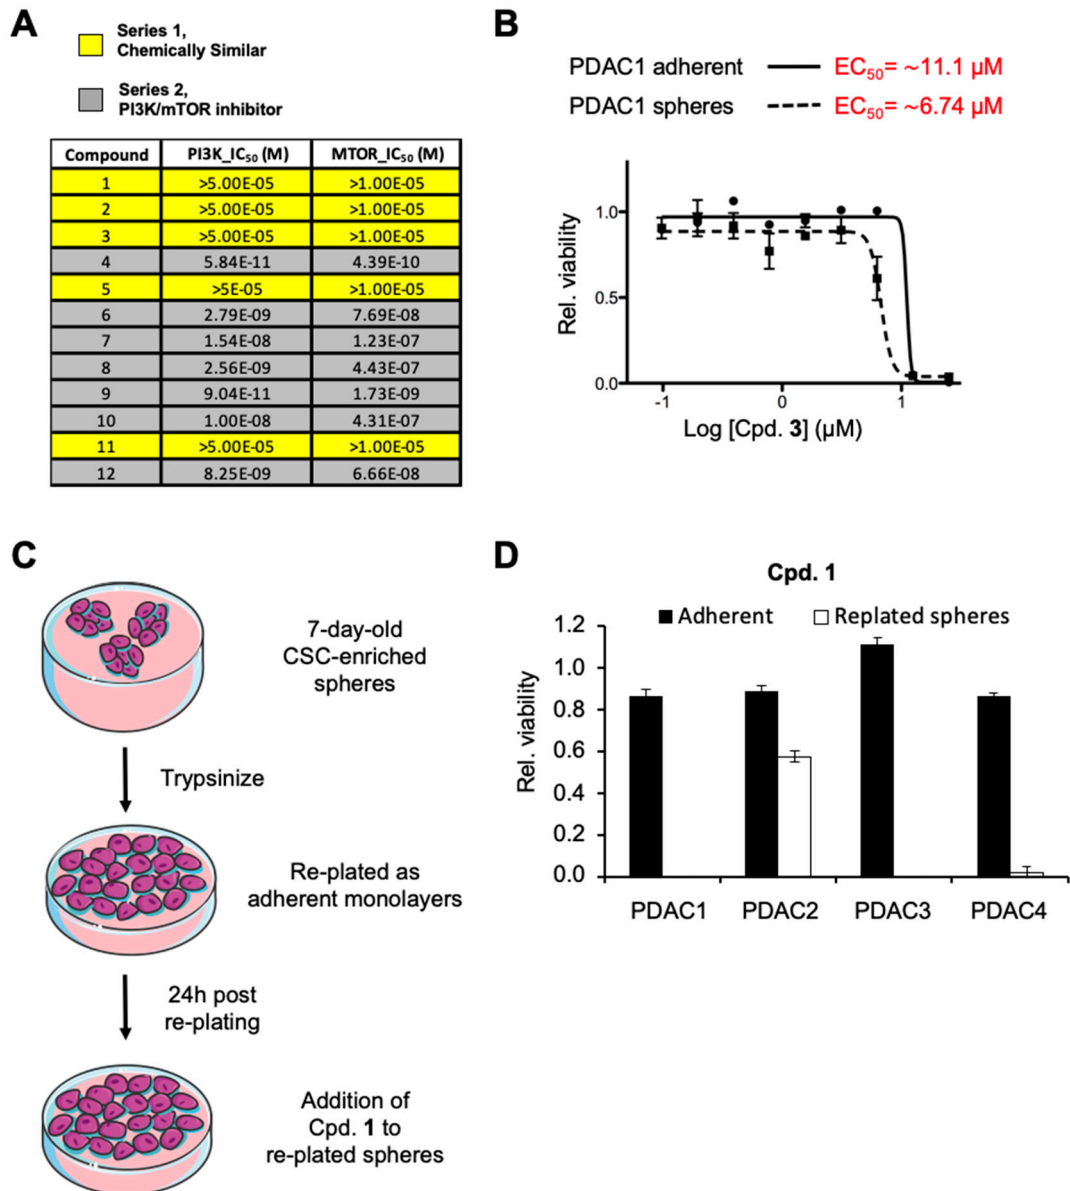 A
Series 1,
Chemically Similar
Series 2,
PI3K/mTOR inhibitor
Compound PI3K_IC₅₀ (M) MTOR_IC₅₀ (M)
1 >5.00E-05 >1.00E-05
2 >5.00E-05 >1.00E-05
3 >5.00E-05 >1.00E-05
4 5.84E-11 4.39E-10
5 >5E-05 >1.00E-05
6 2.79E-09 7.69E-08
7 1.54E-08 1.23E-07
8 2.56E-09 4.43E-07
9 9.04E-11 1.73E-09
10 1.00E-08 4.31E-07
11 >5.00E-05 >1.00E-05
12 8.25E-09 6.66E-08
B
PDAC1 adherent EC₅₀= ~11.1 µM
PDAC1 spheres EC₅₀= ~6.74 µM
Rel. viability
1.0
0.5
0.0
-1 0 1
Log [Cpd. 3] (µM)
C
7-day-old
CSC-enriched
spheres
Trypsinize
Re-plated as
adherent monolayers
24h post
re-plating
Addition of
Cpd. 1 to
re-plated spheres
D
Cpd. 1
Adherent Replated spheres
Rel. viability
1.2
1.0
0.8
0.6
0.4
0.2
0.0
PDAC1 PDAC2 PDAC3 PDAC4